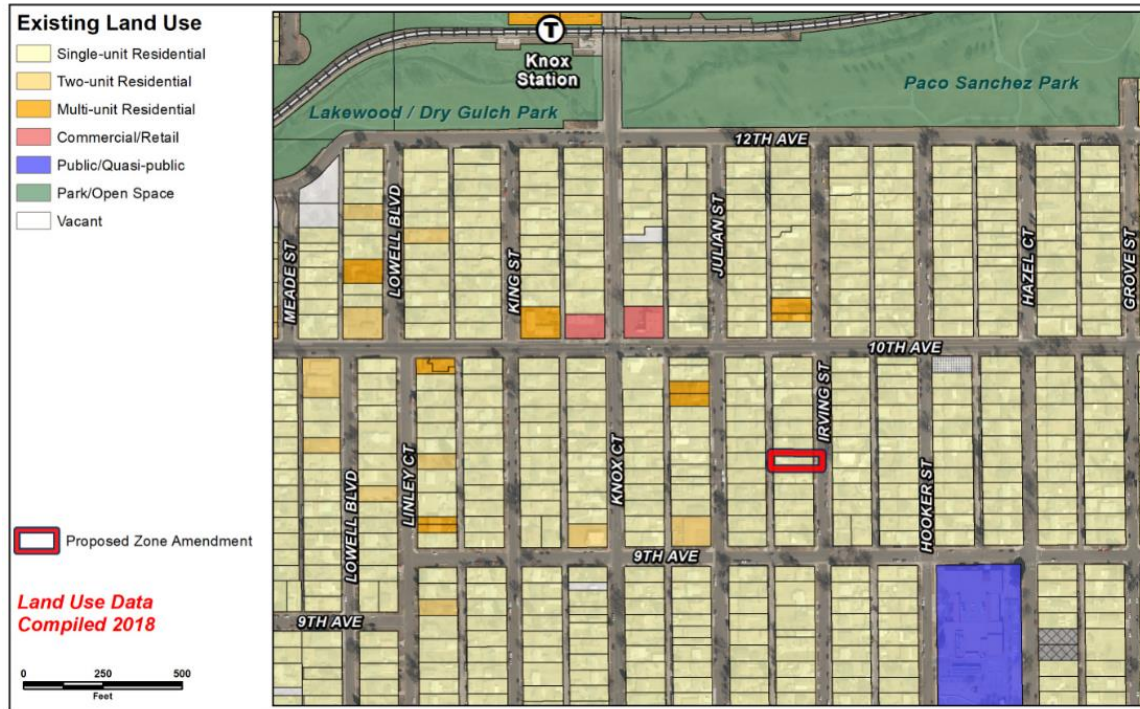 Existing Land Use
Single-unit Residential
Two-unit Residential
Multi-unit Residential
Commercial/Retail
Public/Quasi-public
Park/Open Space
Vacant
Proposed Zone Amendment
Land Use Data
Compiled 2018
0 250 500
Feet
T
Knox
Station
Lakewood / Dry Gulch Park
Paco Sanchez Park
12TH AVE
MEADE ST
LOWELL BLVD
KING ST
JULIAN ST
HAZEL CT
GROVE ST
10TH AVE
LOWELL BLVD
LINLEY CT
KNOX CT
IRVING ST
HOOKER ST
9TH AVE
9TH AVE